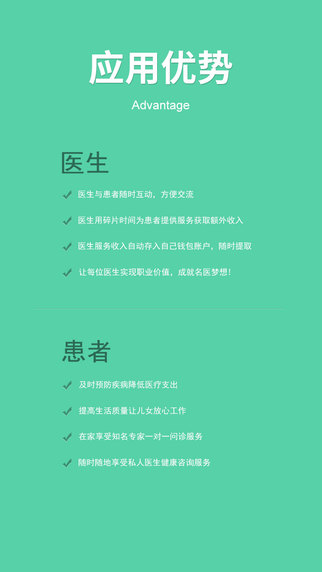 应用优势
Advantage
医生
医生与患者随时互动，方便交流
医生用碎片时间为患者提供服务获取额外收入
医生服务收入自动存入自己钱包账户，随时提取
让每位医生实现职业价值，成就名医梦想！
患者
及时预防疾病降低医疗支出
提高生活质量让儿女放心工作
在家享受知名专家一对一问诊服务
随时随地享受私人医生健康咨询服务